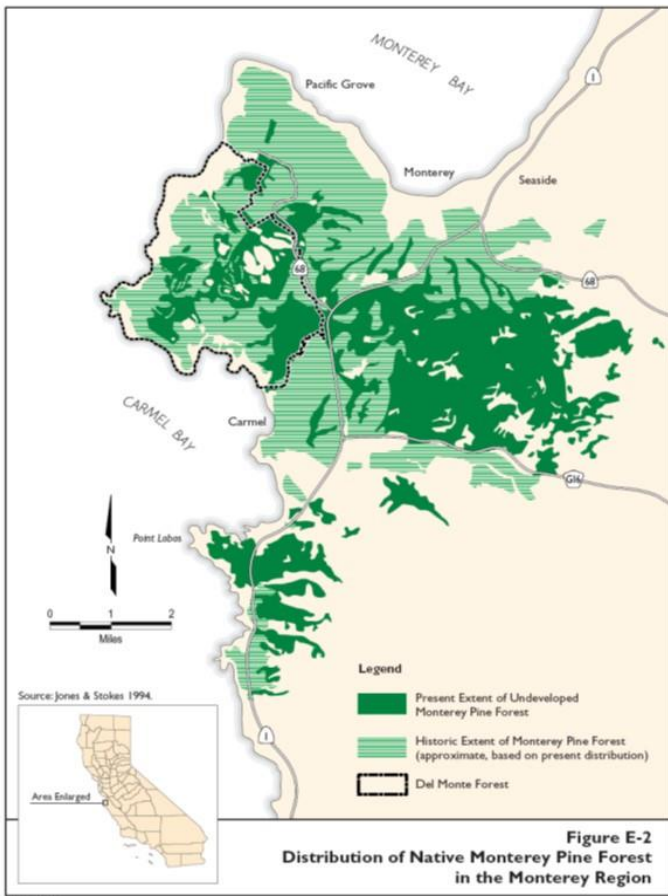 MONTEREY BAY
Pacific Grove
1
Monterey
Seaside
68
68
CARMEL BAY
Carmel
G16
Point Lobos
N
0 1 2
Miles
Legend
Present Extent of Undeveloped
Monterey Pine Forest
Historic Extent of Monterey Pine Forest
(approximate, based on present distribution)
Del Monte Forest
Source: Jones & Stokes 1994.
Area Enlarged
1
Figure E-2
Distribution of Native Monterey Pine Forest
in the Monterey Region